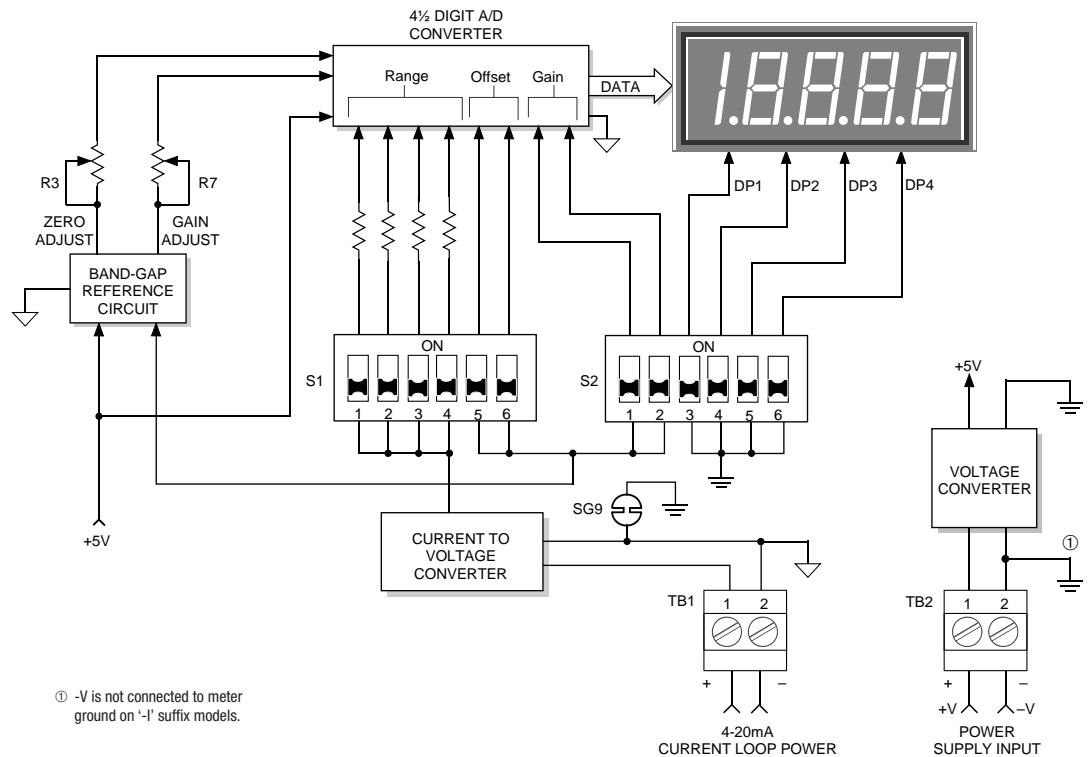 4½ DIGIT A/D
CONVERTER
Range
Offset
Gain
DATA
1.8.8.8.8
R3
R7
DP1
DP2
DP3
DP4
ZERO
ADJUST
GAIN
ADJUST
BAND-GAP
REFERENCE
CIRCUIT
ON
S1
1 2 3 4 5 6
ON
S2
1 2 3 4 5 6
+5V
VOLTAGE
CONVERTER
SG9
+5V
CURRENT TO
VOLTAGE
CONVERTER
①
TB1
1 2
TB2
1 2
+ –
+ –
+V
–V
① -V is not connected to meter
ground on ‘-I’ suffix models.
4-20mA
CURRENT LOOP POWER
POWER
SUPPLY INPUT